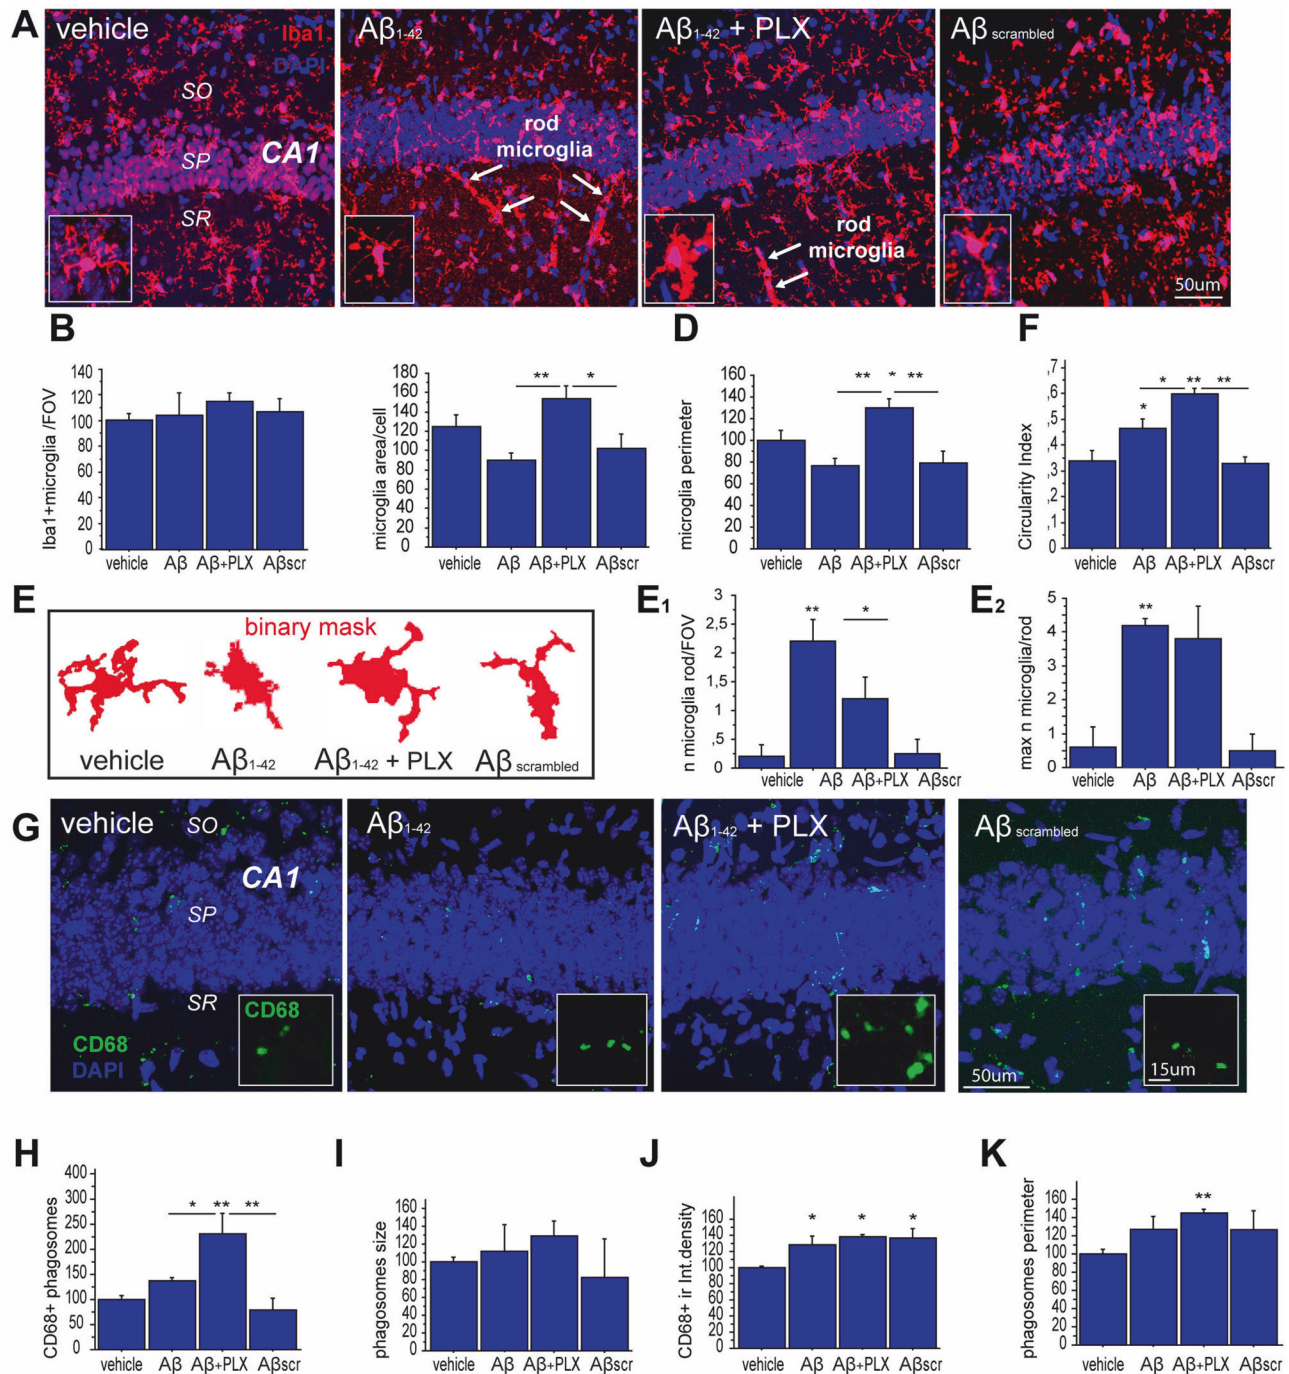 A
vehicle
Iba1
DAPI
SO
SP
CA1
SR
Aβ1-42
rod
microglia
Aβ1-42 + PLX
rod
microglia
Aβ scrambled
50um
B
Iba1+microglia /FOV
140
120
100
80
60
40
20
0
vehicle Aβ Aβ+PLX Aβscr
microglia area/cell
180
160
140
120
100
80
60
40
20
0
** *
vehicle Aβ Aβ+PLX Aβscr
D
microglia perimeter
160
140
120
100
80
60
40
20
0
** * **
vehicle Aβ Aβ+PLX Aβscr
F
Circularity Index
,7
,6
,5
,4
,3
,2
,1
0
* ** **
*
vehicle Aβ Aβ+PLX Aβscr
E
binary mask
vehicle Aβ1-42 Aβ1-42 + PLX Aβ scrambled
E1
n microglia rod/FOV
2,5
2
1,5
1
,5
0
** *
vehicle Aβ Aβ+PLX Aβscr
E2
max n microglia/rod
5
4
3
2
1
0
**
vehicle Aβ Aβ+PLX Aβscr
G
vehicle
SO
CA1
SP
SR
CD68
CD68
DAPI
Aβ1-42
Aβ1-42 + PLX
Aβ scrambled
50um
15um
H
CD68+ phagosomes
400
350
250
200
150
100
50
0
* ** **
vehicle Aβ Aβ+PLX Aβscr
I
phagosomes size
160
140
120
100
80
60
40
20
0
vehicle Aβ Aβ+PLX Aβscr
J
CD68+ ir Int.density
160
140
120
100
80
60
40
20
0
* * *
vehicle Aβ Aβ+PLX Aβscr
K
phagosomes perimeter
160
140
120
100
80
60
40
20
0
**
vehicle Aβ Aβ+PLX Aβscr